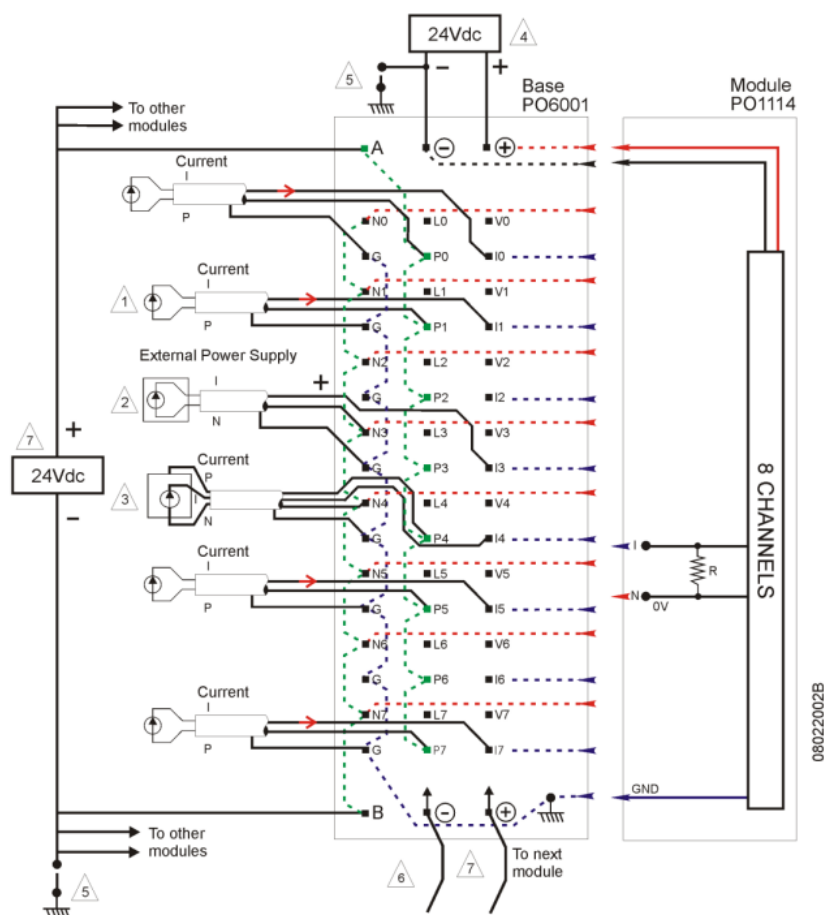 24Vdc
4
5
−
+
Base
PO6001
Module
PO1114
To other
modules
A
−
+
Current
I
P
N0
L0
V0
G
P0
I0
Current
1
I
P
N1
L1
V1
G
P1
I1
External Power Supply
2
I
N
+
N2
L2
V2
G
P2
I2
N3
L3
V3
G
P3
I3
7
+
24Vdc
−
Current
3
P
I
N
N4
L4
V4
G
P4
I4
Current
I
P
N5
L5
V5
G
P5
I5
N6
L6
V6
G
P6
I6
Current
I
P
N7
L7
V7
G
P7
I7
I
R
N
0V
8 CHANNELS
GND
B
−
+
To other
modules
5
6
7
To next
module
08022002B